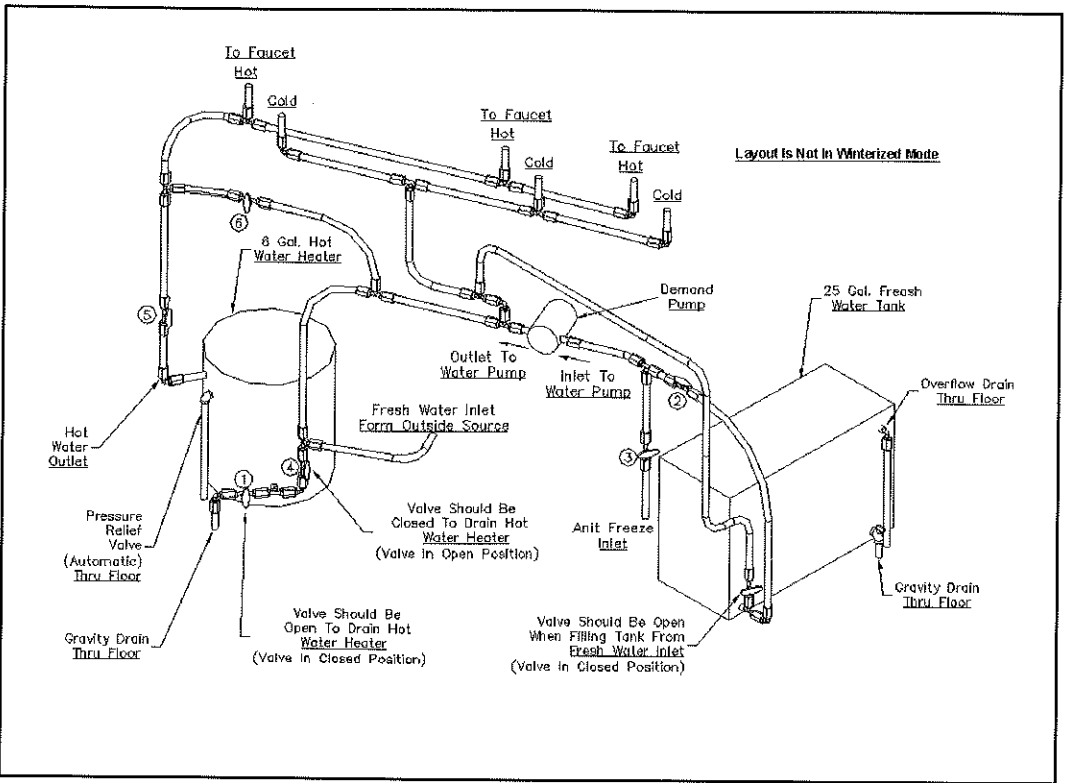 To Faucet
Hot
Cold
To Faucet
Hot
Cold
To Faucet
Hot
Cold
Layout Is Not In Winterized Mode
6
6 Gal. Hot
Water Heater
5
Demand
Pump
25 Gal. Freash
Water Tank
Outlet To
Water Pump
Inlet To
Water Pump
2
Overflow Drain
Thru Floor
Fresh Water Inlet
Form Outside Source
Hot
Water
Outlet
3
1
4
Pressure
Relief
Valve
(Automatic)
Thru Floor
Valve Should Be
Closed To Drain Hot
Water Heater
(Valve In Open Position)
Anit Freeze
Inlet
Gravity Drain
Thru Floor
Gravity Drain
Thru Floor
Valve Should Be
Open To Drain Hot
Water Heater
(Valve In Closed Position)
Valve Should Be Open
When Filling Tank From
Fresh Water Inlet
(Valve In Closed Position)